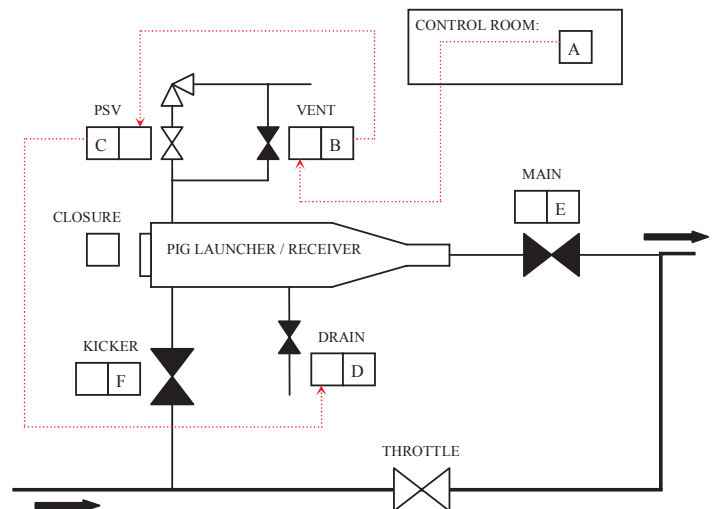 CONTROL ROOM:
A
PSV
VENT
C
B
MAIN
E
CLOSURE
PIG LAUNCHER / RECEIVER
KICKER
F
DRAIN
D
THROTTLE